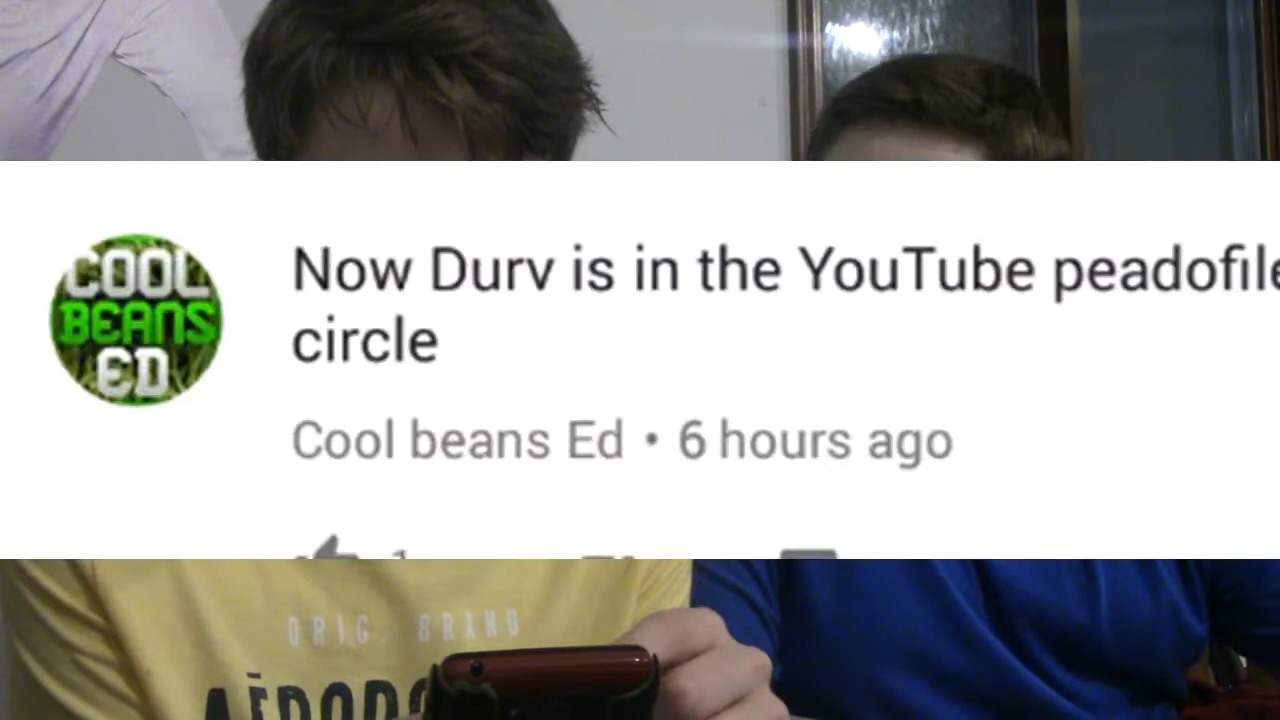 COOL
BEANS
ED
Now Durv is in the YouTube peadofile
circle
Cool beans Ed • 6 hours ago
1
ORIG. BRAND